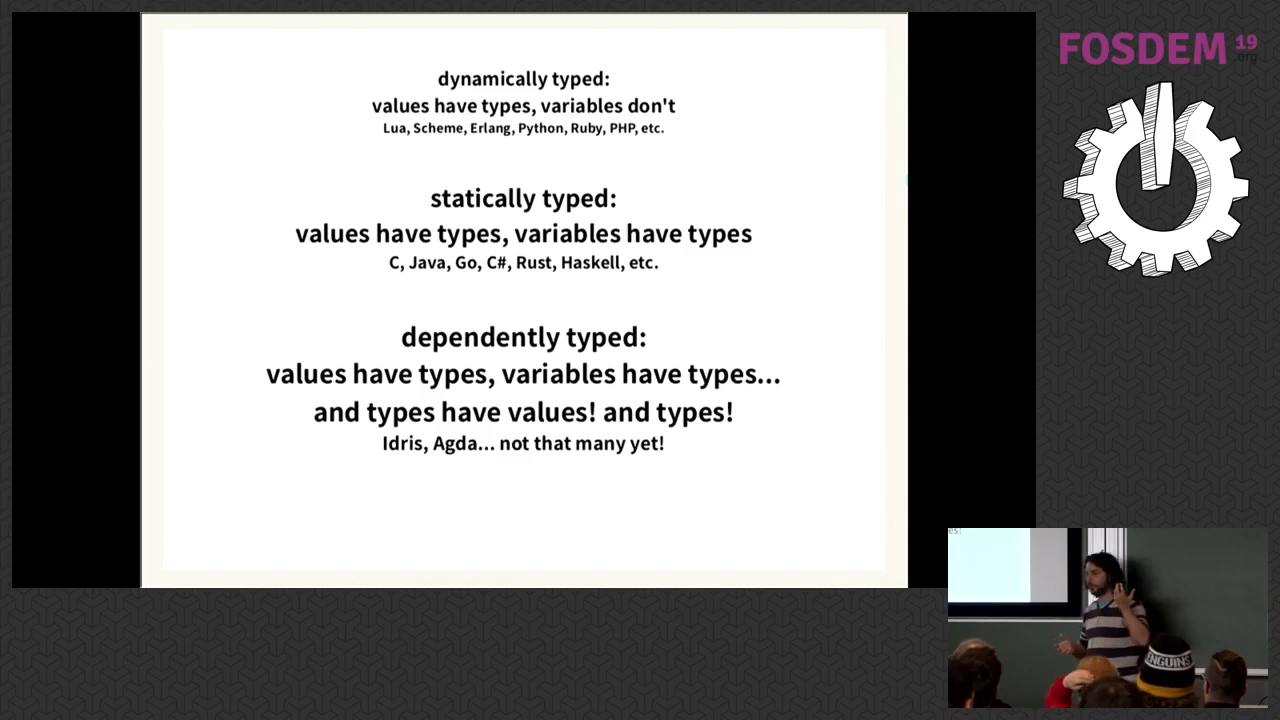 dynamically typed:
values have types, variables don't
Lua, Scheme, Erlang, Python, Ruby, PHP, etc.
statically typed:
values have types, variables have types
C, Java, Go, C#, Rust, Haskell, etc.
dependently typed:
values have types, variables have types...
and types have values! and types!
Idris, Agda... not that many yet!
FOSDEM 19
.org
ENGUINS